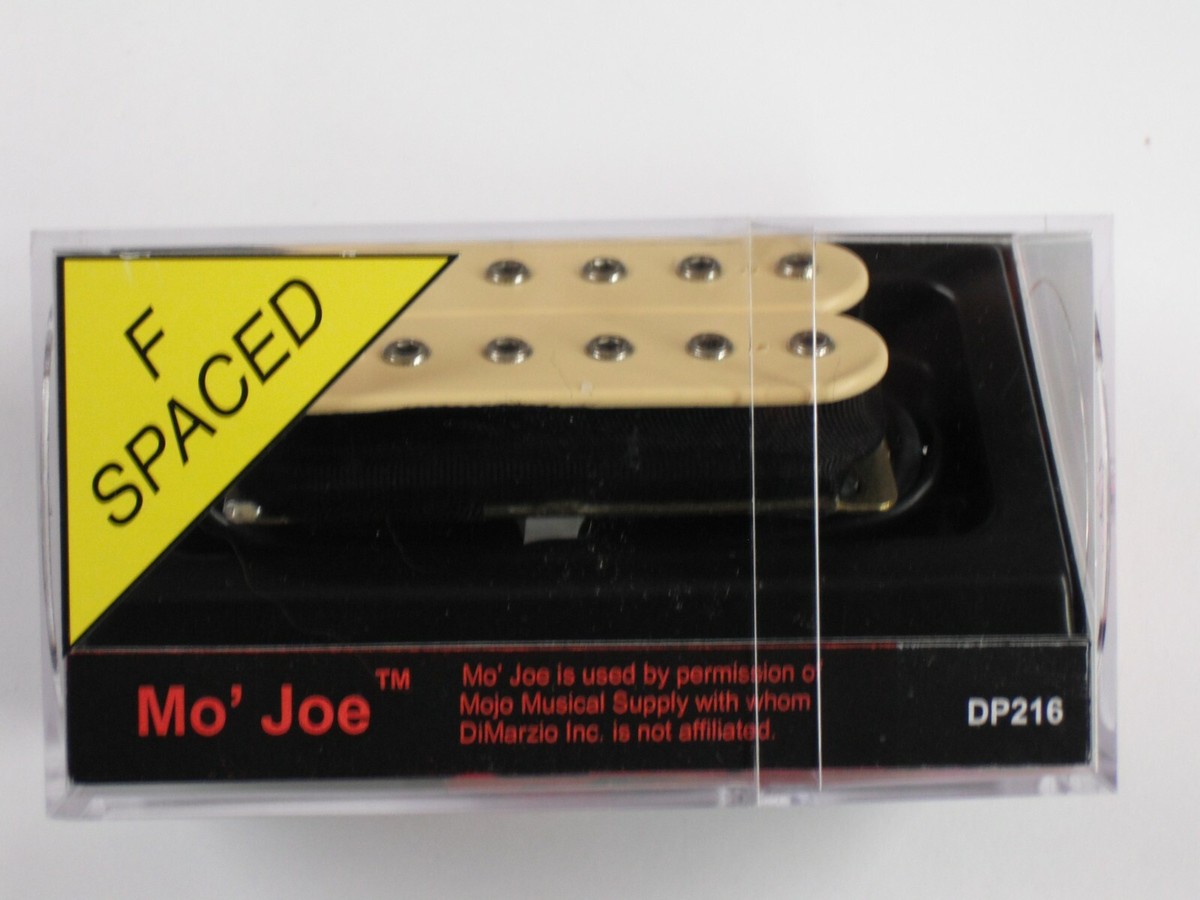 F
SPACED
Mo' Joe™
Mo' Joe is used by permission of
Mojo Musical Supply with whom
DiMarzio Inc. is not affiliated.
DP216